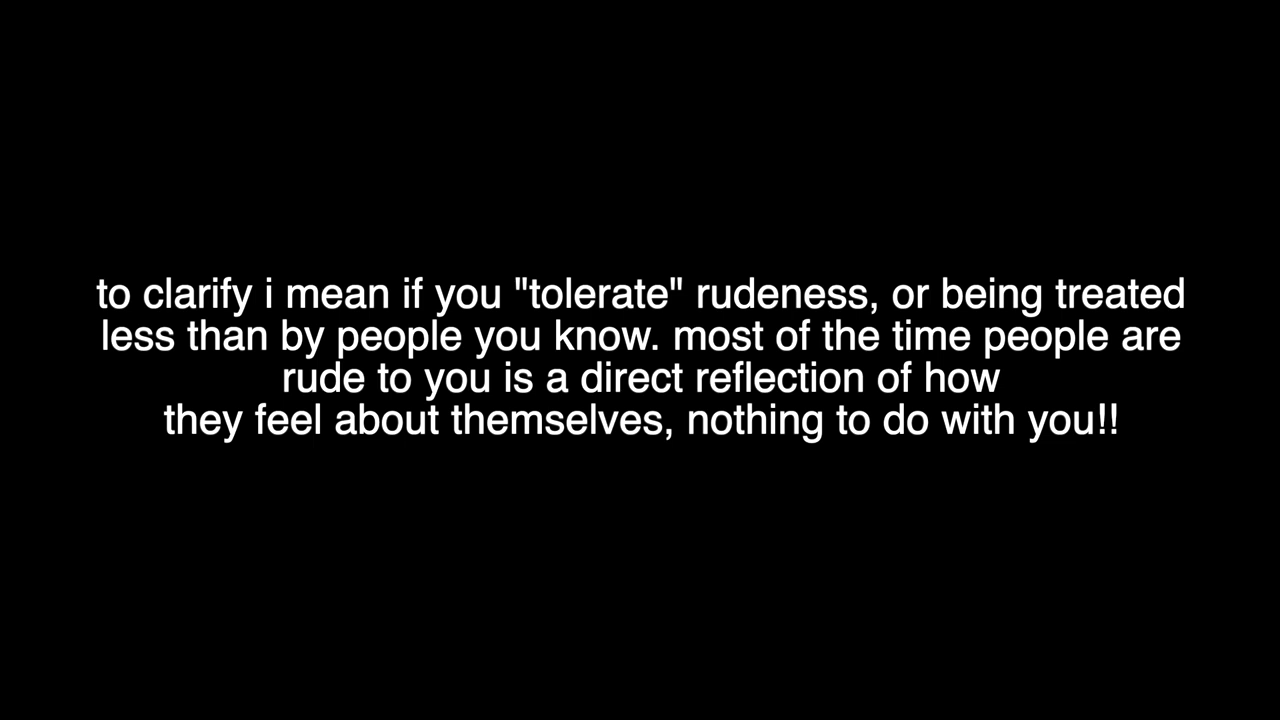 to clarify i mean if you "tolerate" rudeness, or being treated
less than by people you know. most of the time people are
rude to you is a direct reflection of how
they feel about themselves, nothing to do with you!!